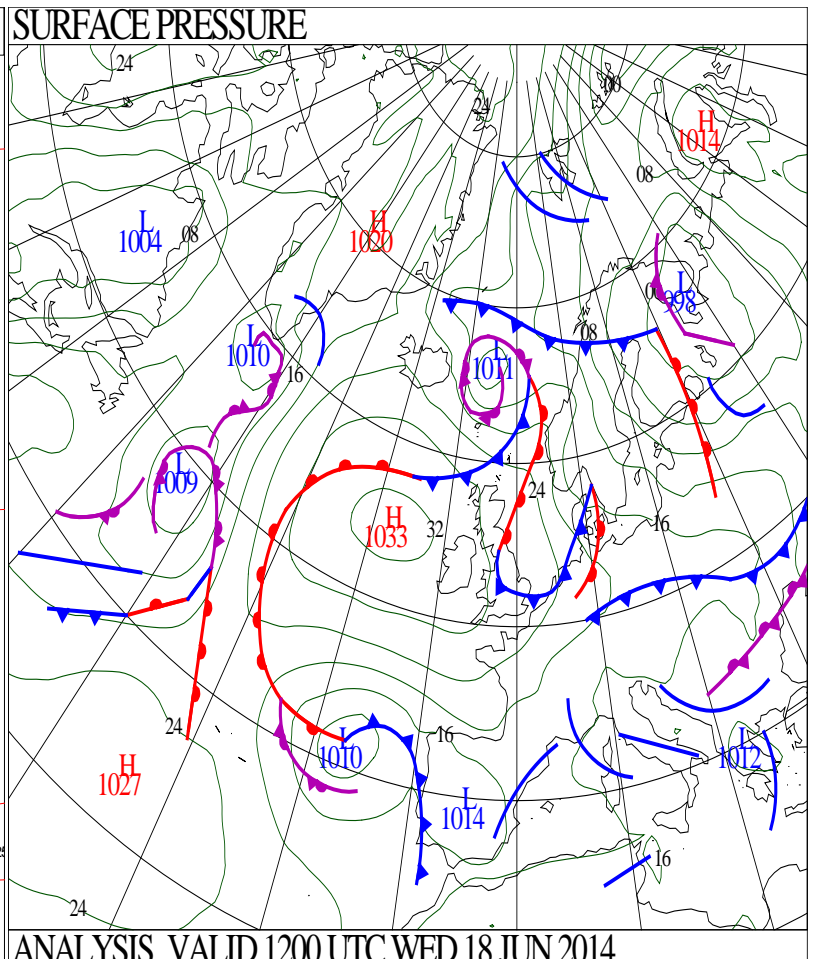 SURFACE PRESSURE
24
24
00
H
1014
08
L
1004
08
H
1020
L
998
08
L
1010
16
L
1011
L
1009
24
H
1033
32
16
24
16
L
1010
H
1027
L
1012
L
1014
16
24
ANALYSIS VALID 1200 UTC WED 18 JUN 2014